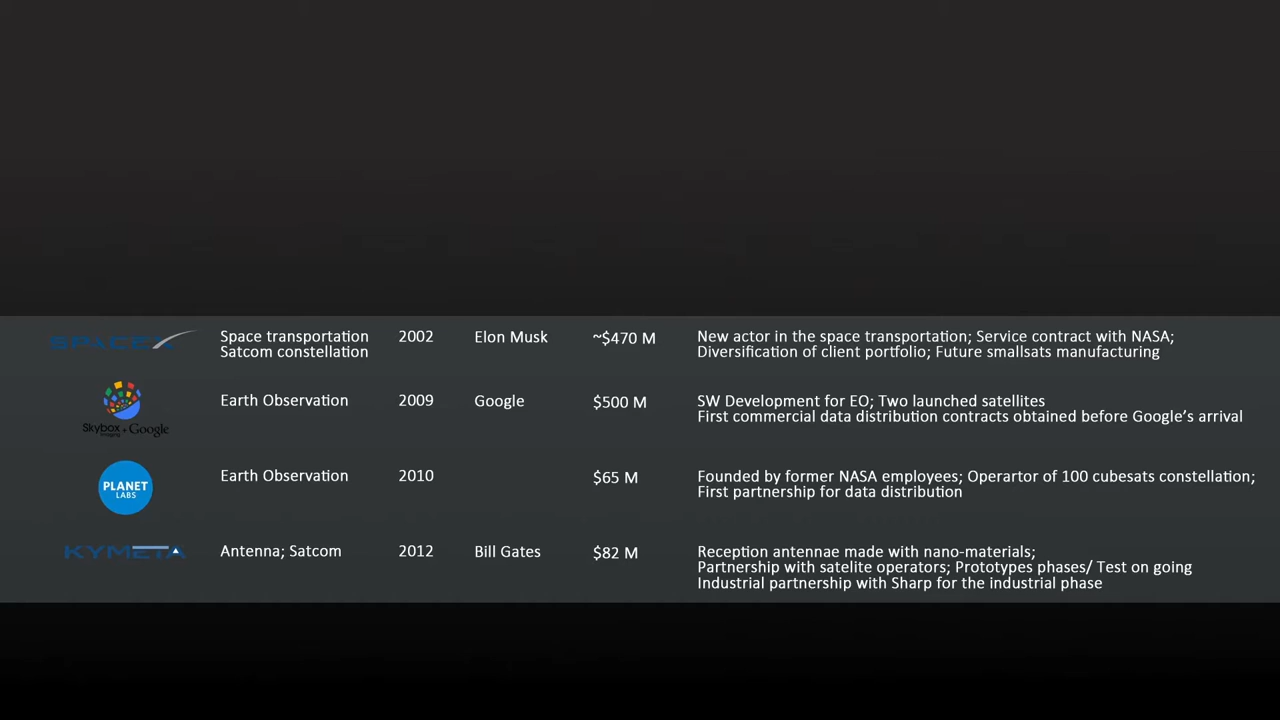 SPACEX Space transportation 2002 Elon Musk ~$470 M New actor in the space transportation; Service contract with NASA;
Satcom constellation Diversification of client portfolio; Future smallsats manufacturing
Earth Observation 2009 Google $500 M SW Development for EO; Two launched satellites
Skybox + Google First commercial data distribution contracts obtained before Google's arrival
Imaging
Earth Observation 2010 $65 M Founded by former NASA employees; Operartor of 100 cubesats constellation;
PLANET First partnership for data distribution
LABS
KYMETA Antenna; Satcom 2012 Bill Gates $82 M Reception antennae made with nano-materials;
Partnership with satelite operators; Prototypes phases/ Test on going
Industrial partnership with Sharp for the industrial phase